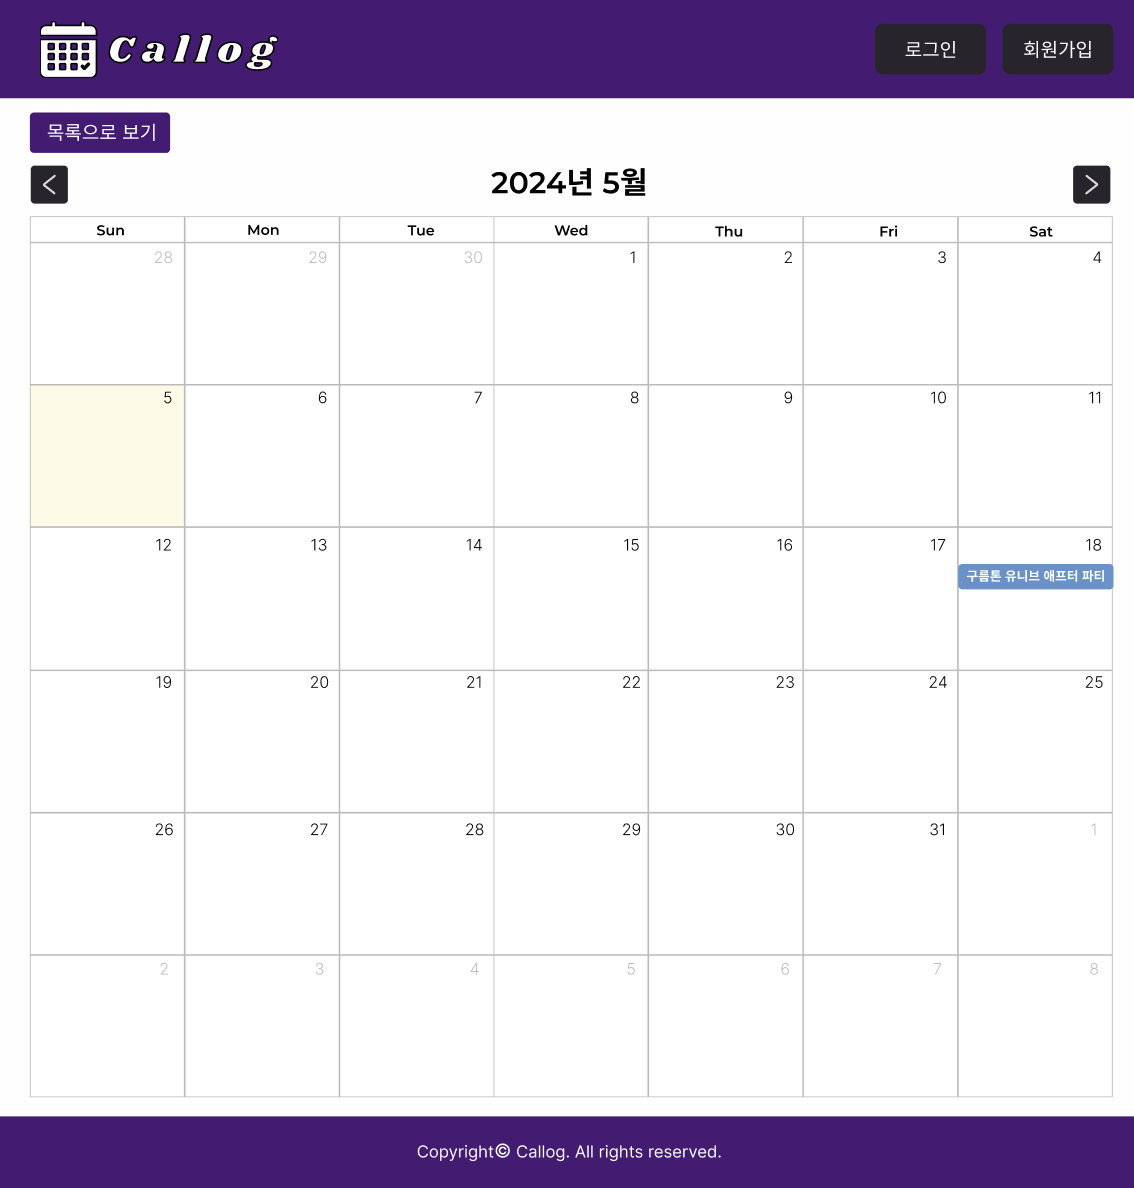 Callog
로그인 회원가입
목록으로 보기
2024년 5월
Sun Mon Tue Wed Thu Fri Sat
28 29 30 1 2 3 4
5 6 7 8 9 10 11
12 13 14 15 16 17 18
구름톤 유니브 애프터 파티
19 20 21 22 23 24 25
26 27 28 29 30 31 1
2 3 4 5 6 7 8
Copyright© Callog. All rights reserved.